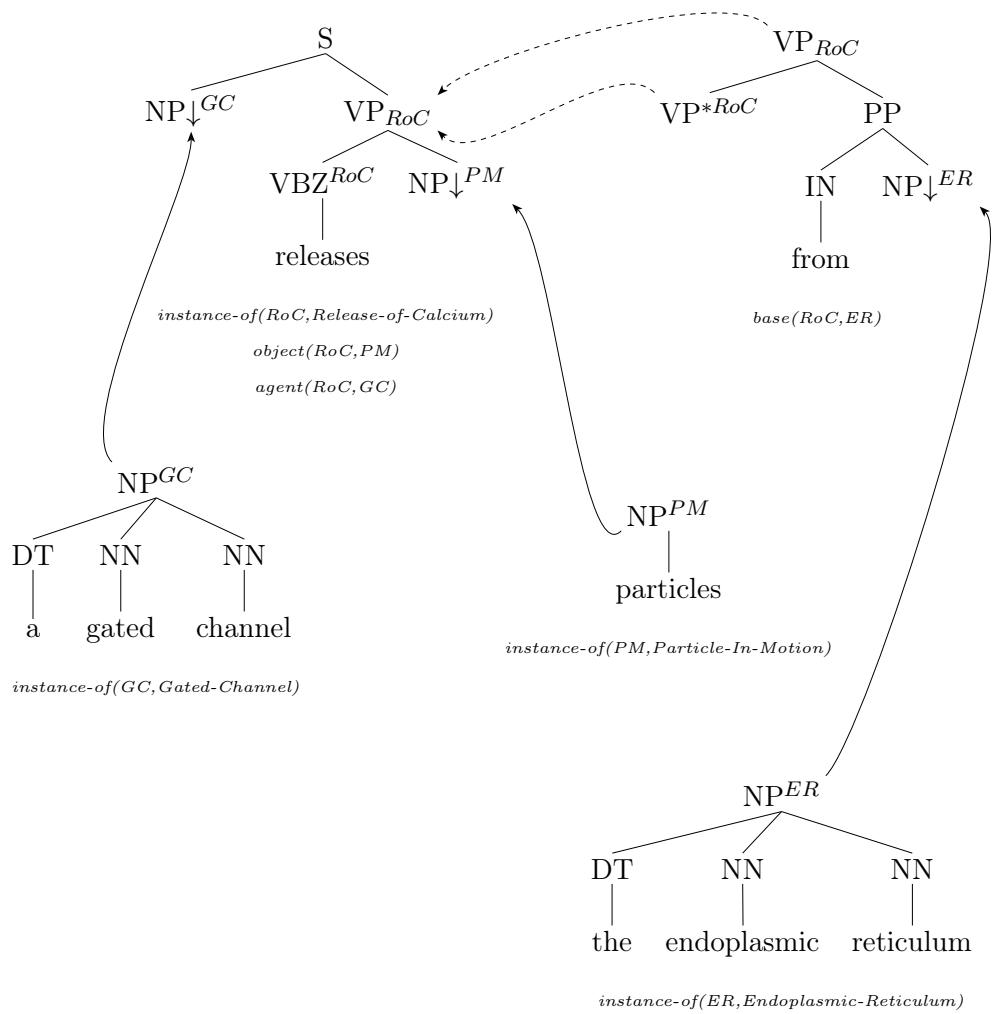 S
VP_RoC
NP↓^GC VP_RoC
VP*^RoC PP
VBZ^RoC NP↓^PM
IN NP↓^ER
releases
from
instance-of(RoC,Release-of-Calcium)
object(RoC,PM)
agent(RoC,GC)
base(RoC,ER)
NP^GC
DT NN NN
a gated channel
instance-of(GC,Gated-Channel)
NP^PM
particles
instance-of(PM,Particle-In-Motion)
NP^ER
DT NN NN
the endoplasmic reticulum
instance-of(ER,Endoplasmic-Reticulum)